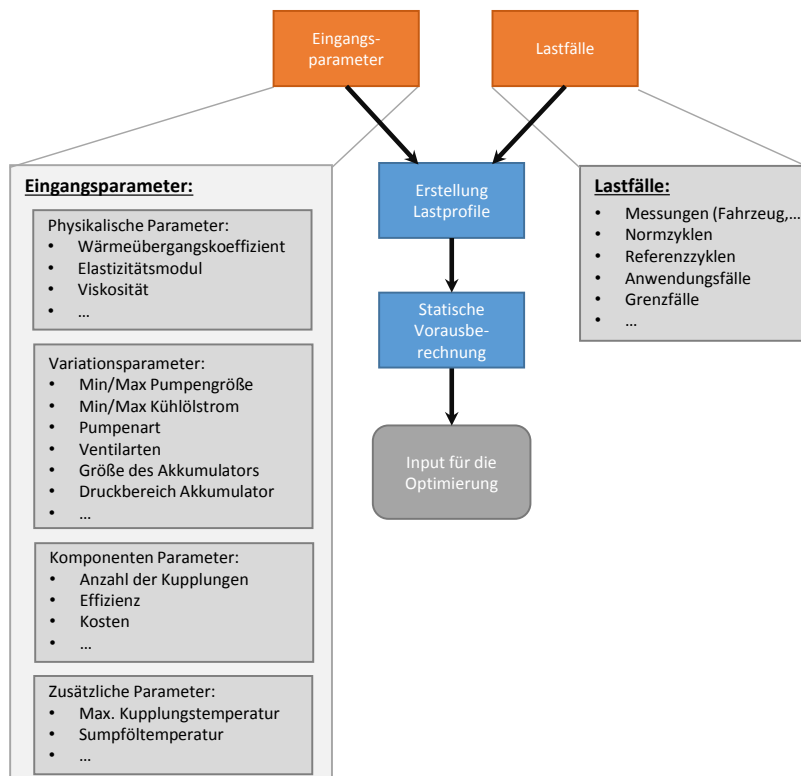 Eingangs-
parameter
Lastfälle
Erstellung
Lastprofile
Statische
Vorausbe-
rechnung
Input für die
Optimierung
Eingangsparameter:
Physikalische Parameter:
• Wärmeübergangskoeffizient
• Elastizitätsmodul
• Viskosität
• ...
Variationsparameter:
• Min/Max Pumpengröße
• Min/Max Kühlölstrom
• Pumpenart
• Ventilarten
• Größe des Akkumulators
• Druckbereich Akkumulator
• ...
Komponenten Parameter:
• Anzahl der Kupplungen
• Effizienz
• Kosten
• ...
Zusätzliche Parameter:
• Max. Kupplungstemperatur
• Sumpföltemperatur
• ...
Lastfälle:
• Messungen (Fahrzeug,...
• Normzyklen
• Referenzzyklen
• Anwendungsfälle
• Grenzfälle
• ...